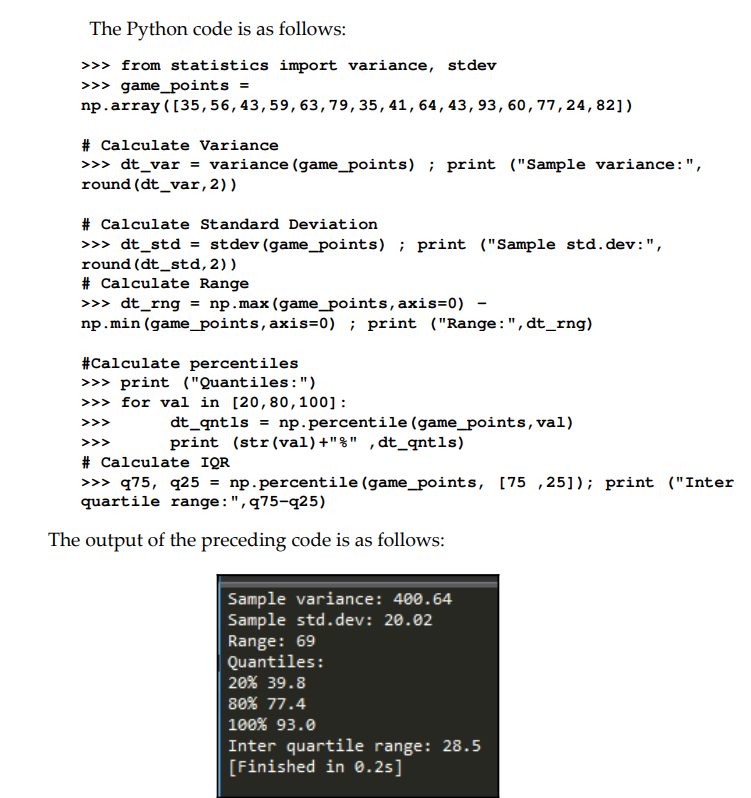 The Python code is as follows:
>>> from statistics import variance, stdev
>>> game_points =
np.array([35,56,43,59,63,79,35,41,64,43,93,60,77,24,82])
# Calculate Variance
>>> dt_var = variance(game_points) ; print ("Sample variance:",
round(dt_var,2))
# Calculate Standard Deviation
>>> dt_std = stdev(game_points) ; print ("Sample std.dev:",
round(dt_std,2))
# Calculate Range
>>> dt_rng = np.max(game_points,axis=0) -
np.min(game_points,axis=0) ; print ("Range:",dt_rng)
#Calculate percentiles
>>> print ("Quantiles:")
>>> for val in [20,80,100]:
>>>      dt_qntls = np.percentile(game_points,val)
>>>      print (str(val)+"%" ,dt_qntls)
# Calculate IQR
>>> q75, q25 = np.percentile(game_points, [75 ,25]); print ("Inter
quartile range:",q75-q25)
The output of the preceding code is as follows:
Sample variance: 400.64
Sample std.dev: 20.02
Range: 69
Quantiles:
20% 39.8
80% 77.4
100% 93.0
Inter quartile range: 28.5
[Finished in 0.2s]